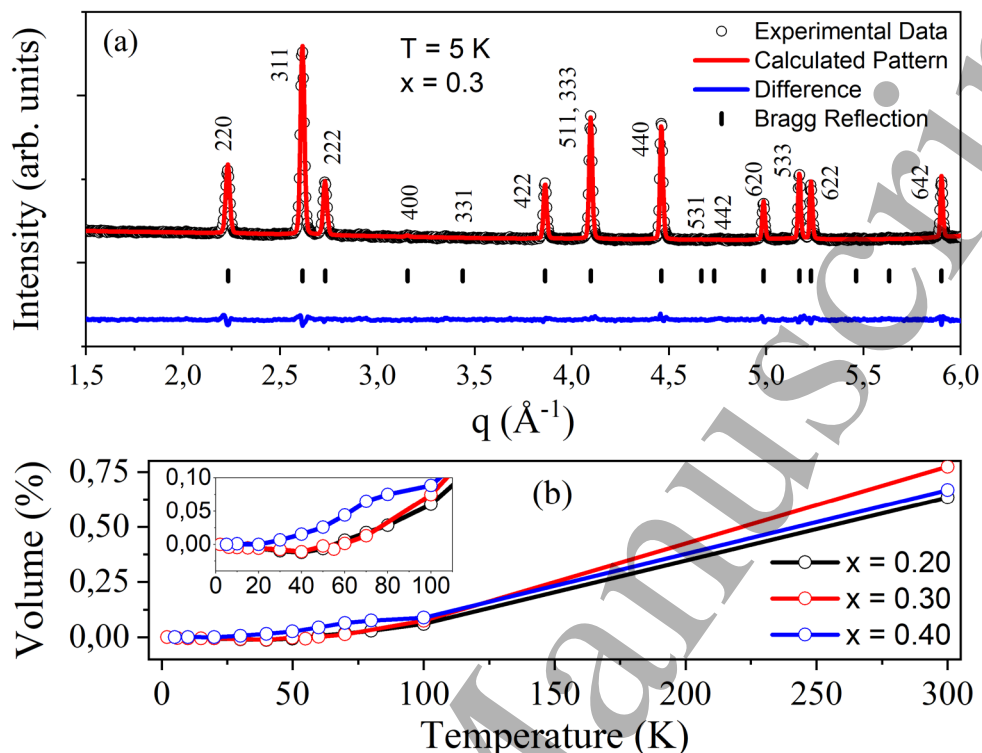 (a)
T = 5 K
x = 0.3
Experimental Data
Calculated Pattern
Difference
Bragg Reflection
220
311
222
400
331
422
511, 333
440
531
442
620
533
622
642
Intensity (arb. units)
1,5 2,0 2,5 3,0 3,5 4,0 4,5 5,0 5,5 6,0
q (Å⁻¹)
(b)
0,75
0,50
0,25
0,00
Volume (%)
0,10
0,05
0,00
0 20 40 60 80 100
x = 0.20
x = 0.30
x = 0.40
0 50 100 150 200 250 300
Temperature (K)